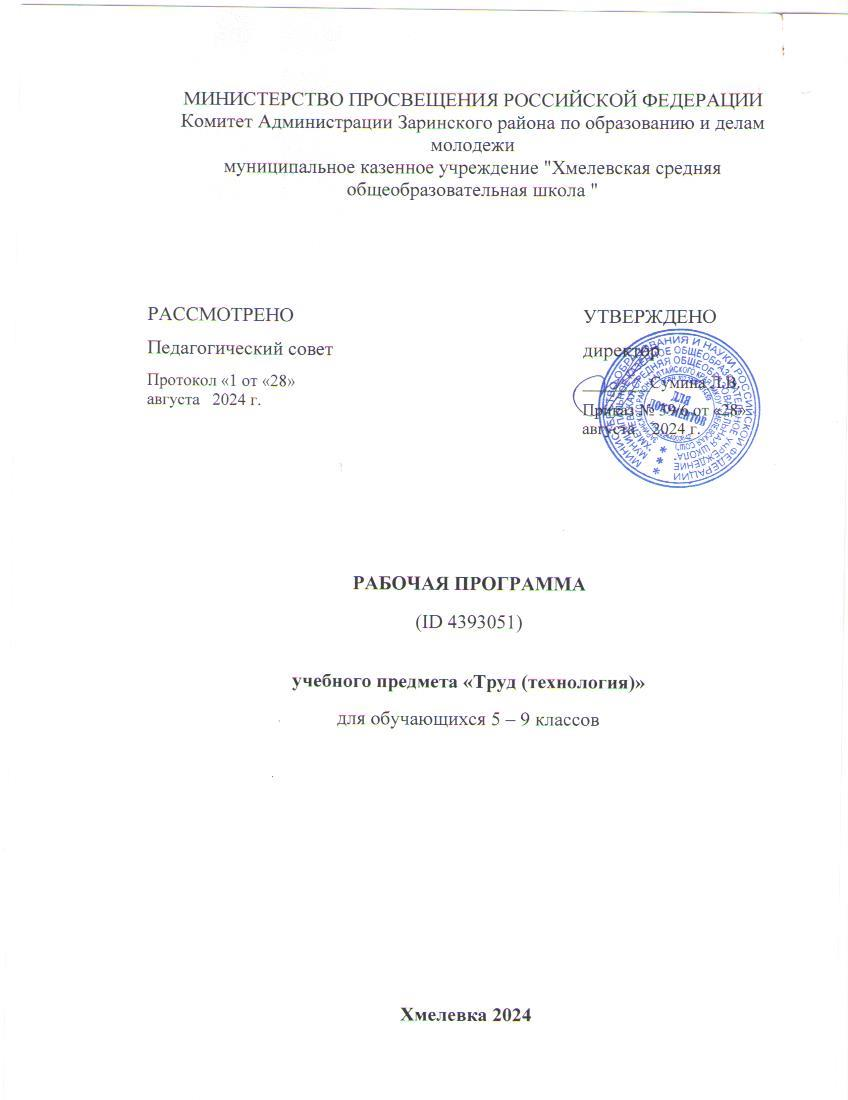 МИНИСТЕРСТВО ПРОСВЕЩЕНИЯ РОССИЙСКОЙ ФЕДЕРАЦИИ
Комитет Администрации Заринского района по образованию и делам
молодежи
муниципальное казенное учреждение "Хмелевская средняя
общеобразовательная школа "
РАССМОТРЕНО
Педагогический совет
Протокол «1 от «28»
августа 2024 г.
УТВЕРЖДЕНО
директор
Сумина Л.В.
Приказ № от «28»
августа 2024 г.
ДЛЯ
ДОКУМЕНТОВ
РАБОЧАЯ ПРОГРАММА
(ID 4393051)
учебного предмета «Труд (технология)»
для обучающихся 5 – 9 классов
Хмелевка 2024